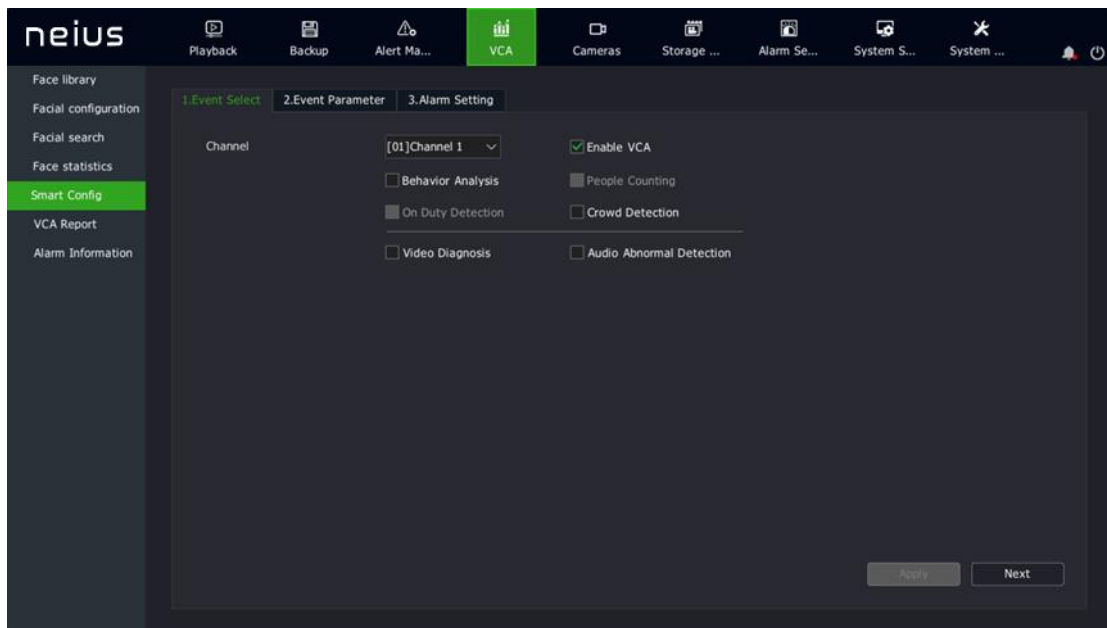 neius
Playback Backup Alert Ma... VCA Cameras Storage ... Alarm Se... System S... System ...
Face library
Facial configuration
Facial search
Face statistics
Smart Config
VCA Report
Alarm Information
1.Event Select 2.Event Parameter 3.Alarm Setting
Channel [01]Channel 1 Enable VCA
Behavior Analysis People Counting
On Duty Detection Crowd Detection
Video Diagnosis Audio Abnormal Detection
Apply Next